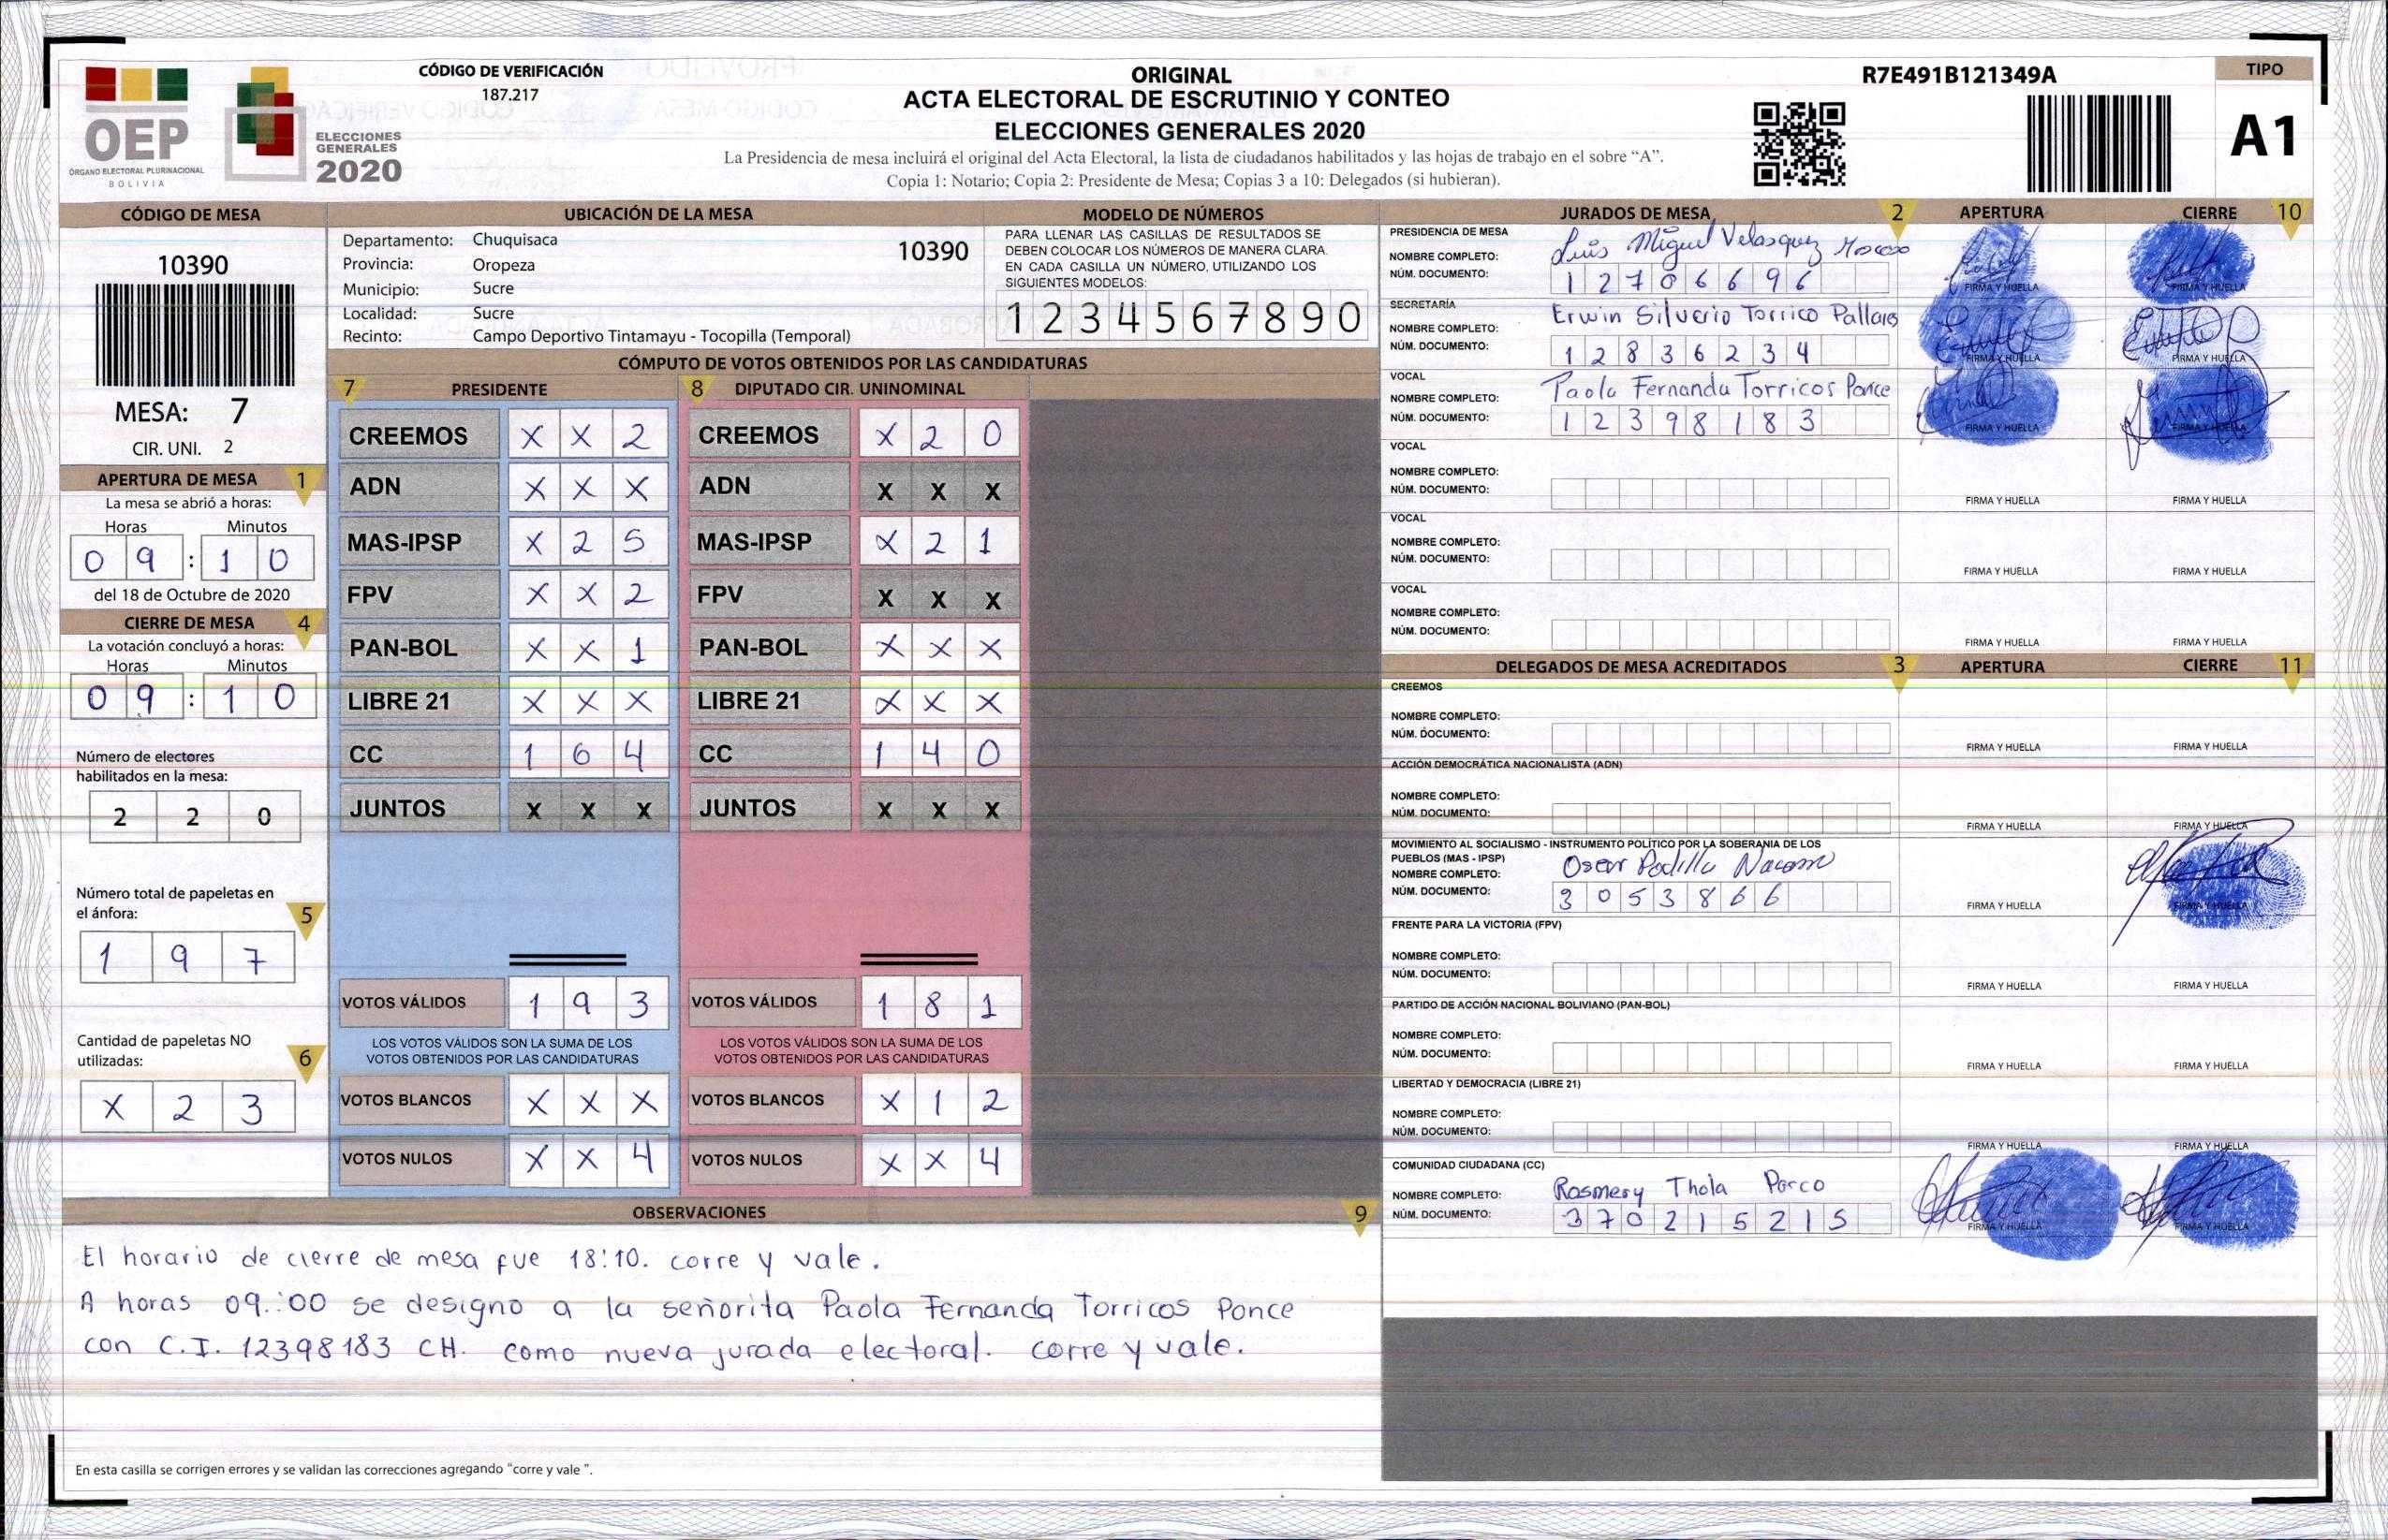 CÓDIGO DE VERIFICACIÓN
187.217
OEP
ÓRGANO ELECTORAL PLURINACIONAL
BOLIVIA
ELECCIONES
GENERALES
2020
ORIGINAL
ACTA ELECTORAL DE ESCRUTINIO Y CONTEO
ELECCIONES GENERALES 2020
La Presidencia de mesa incluirá el original del Acta Electoral, la lista de ciudadanos habilitados y las hojas de trabajo en el sobre “A”.
Copia 1: Notario; Copia 2: Presidente de Mesa; Copias 3 a 10: Delegados (si hubieran).
R7E491B121349A
TIPO
A1
CÓDIGO DE MESA
10390
MESA: 7
CIR. UNI. 2
APERTURA DE MESA 1
La mesa se abrió a horas:
Horas Minutos
0 9 : 1 0
del 18 de Octubre de 2020
CIERRE DE MESA 4
La votación concluyó a horas:
Horas Minutos
0 9 : 1 0
Número de electores
habilitados en la mesa:
2 2 0
Número total de papeletas en
el ánfora: 5
1 9 7
Cantidad de papeletas NO
utilizadas: 6
X 2 3
UBICACIÓN DE LA MESA
Departamento: Chuquisaca 10390
Provincia: Oropeza
Municipio: Sucre
Localidad: Sucre
Recinto: Campo Deportivo Tintamayu - Tocopilla (Temporal)
MODELO DE NÚMEROS
PARA LLENAR LAS CASILLAS DE RESULTADOS SE
DEBEN COLOCAR LOS NÚMEROS DE MANERA CLARA.
EN CADA CASILLA UN NÚMERO, UTILIZANDO LOS
SIGUIENTES MODELOS:
1 2 3 4 5 6 7 8 9 0
CÓMPUTO DE VOTOS OBTENIDOS POR LAS CANDIDATURAS
7 PRESIDENTE 8 DIPUTADO CIR. UNINOMINAL
CREEMOS X X 2 CREEMOS X 2 0
ADN X X X ADN X X X
MAS-IPSP X 2 5 MAS-IPSP X 2 1
FPV X X 2 FPV X X X
PAN-BOL X X 1 PAN-BOL X X X
LIBRE 21 X X X LIBRE 21 X X X
CC 1 6 4 CC 1 4 0
JUNTOS X X X JUNTOS X X X
VOTOS VÁLIDOS 1 9 3 VOTOS VÁLIDOS 1 8 1
LOS VOTOS VÁLIDOS SON LA SUMA DE LOS LOS VOTOS VÁLIDOS SON LA SUMA DE LOS
VOTOS OBTENIDOS POR LAS CANDIDATURAS VOTOS OBTENIDOS POR LAS CANDIDATURAS
VOTOS BLANCOS X X X VOTOS BLANCOS X 1 2
VOTOS NULOS X X 4 VOTOS NULOS X X 4
OBSERVACIONES 9
El horario de cierre de mesa fue 18:10. corre y vale.
A horas 09:00 se designo a la señorita Paola Fernanda Torricos Ponce
con C.I. 12398183 CH. como nueva jurada electoral. corre y vale.
En esta casilla se corrigen errores y se validan las correcciones agregando “corre y vale ”.
JURADOS DE MESA 2 APERTURA CIERRE 10
PRESIDENCIA DE MESA
NOMBRE COMPLETO: Luis Miguel Velasquez
NÚM. DOCUMENTO: 1 2 7 0 6 6 9 6
FIRMA Y HUELLA FIRMA Y HUELLA
SECRETARÍA
NOMBRE COMPLETO: Erwin Silverio Torrico Pallares
NÚM. DOCUMENTO: 1 2 8 3 6 2 3 4
FIRMA Y HUELLA FIRMA Y HUELLA
VOCAL
NOMBRE COMPLETO: Paola Fernanda Torricos Ponce
NÚM. DOCUMENTO: 1 2 3 9 8 1 8 3
FIRMA Y HUELLA FIRMA Y HUELLA
VOCAL
NOMBRE COMPLETO:
NÚM. DOCUMENTO:
FIRMA Y HUELLA FIRMA Y HUELLA
VOCAL
NOMBRE COMPLETO:
NÚM. DOCUMENTO:
FIRMA Y HUELLA FIRMA Y HUELLA
VOCAL
NOMBRE COMPLETO:
NÚM. DOCUMENTO:
FIRMA Y HUELLA FIRMA Y HUELLA
DELEGADOS DE MESA ACREDITADOS 3 APERTURA CIERRE 11
CREEMOS
NOMBRE COMPLETO:
NÚM. DOCUMENTO:
FIRMA Y HUELLA FIRMA Y HUELLA
ACCIÓN DEMOCRÁTICA NACIONALISTA (ADN)
NOMBRE COMPLETO:
NÚM. DOCUMENTO:
FIRMA Y HUELLA FIRMA Y HUELLA
MOVIMIENTO AL SOCIALISMO - INSTRUMENTO POLÍTICO POR LA SOBERANIA DE LOS
PUEBLOS (MAS - IPSP)
NOMBRE COMPLETO: Oscar Padilla
NÚM. DOCUMENTO: 3 0 5 3 8 6 6
FIRMA Y HUELLA FIRMA Y HUELLA
FRENTE PARA LA VICTORIA (FPV)
NOMBRE COMPLETO:
NÚM. DOCUMENTO:
FIRMA Y HUELLA FIRMA Y HUELLA
PARTIDO DE ACCIÓN NACIONAL BOLIVIANO (PAN-BOL)
NOMBRE COMPLETO:
NÚM. DOCUMENTO:
FIRMA Y HUELLA FIRMA Y HUELLA
LIBERTAD Y DEMOCRACIA (LIBRE 21)
NOMBRE COMPLETO:
NÚM. DOCUMENTO:
FIRMA Y HUELLA FIRMA Y HUELLA
COMUNIDAD CIUDADANA (CC)
NOMBRE COMPLETO: Rosmery Thola Porco
NÚM. DOCUMENTO: 3 7 0 2 1 5 2 1 5
FIRMA Y HUELLA FIRMA Y HUELLA